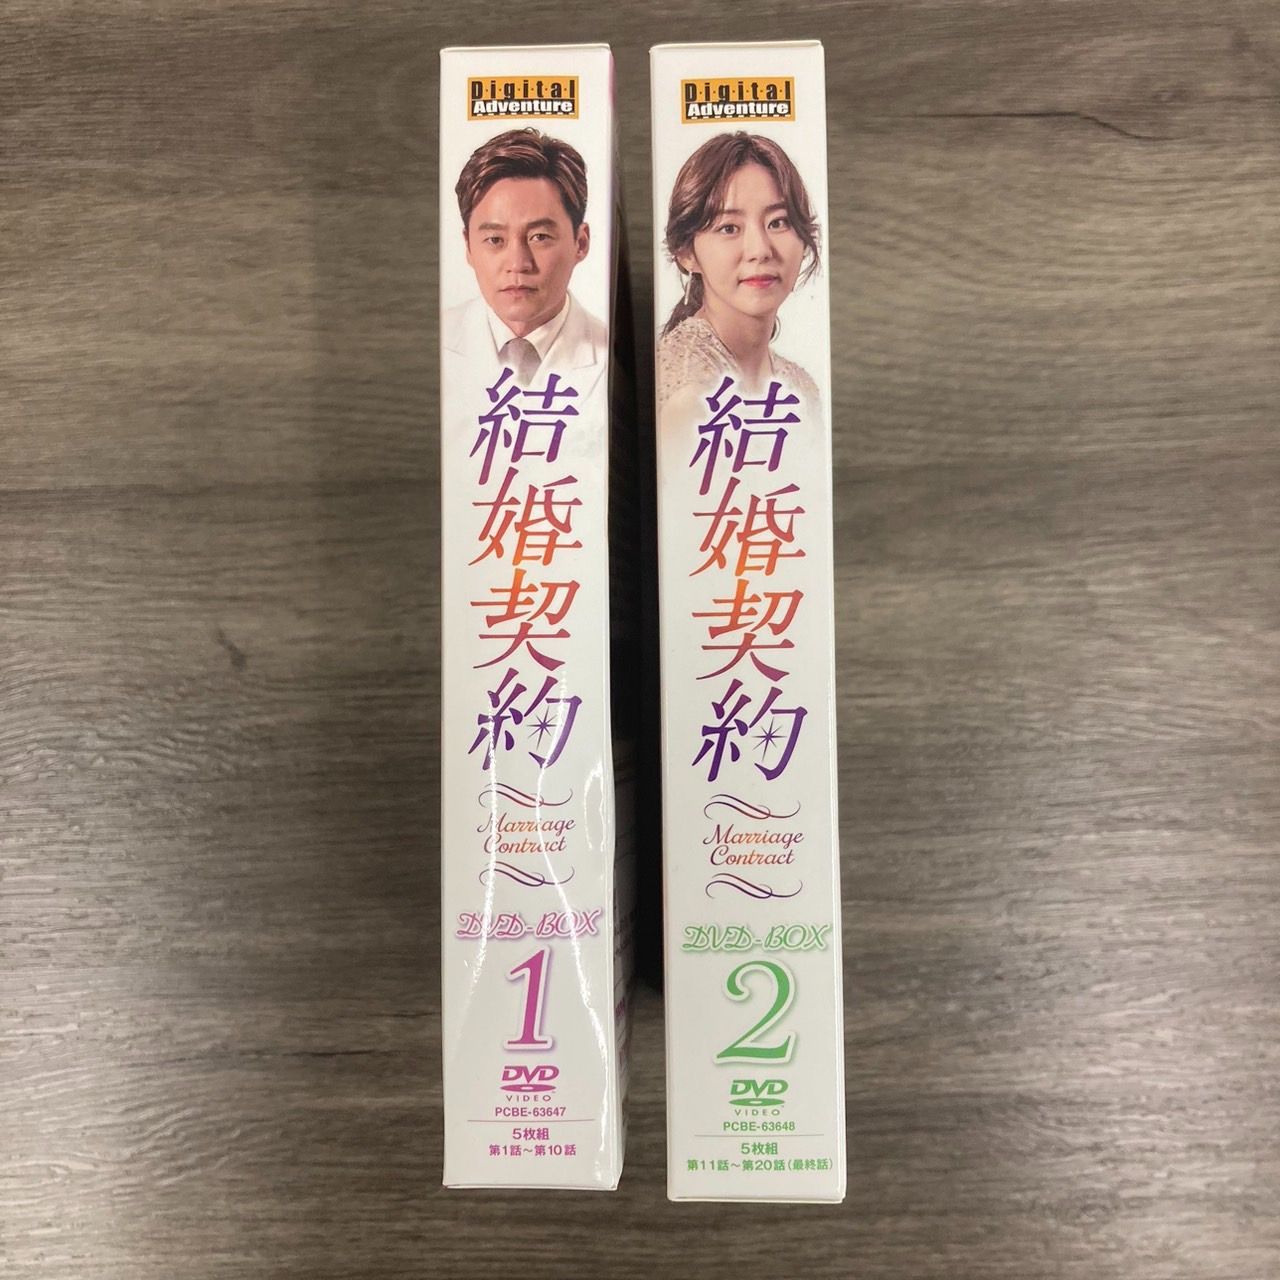 Digital
Adventure
結婚契約
Marriage
Contract
DVD-BOX
1
DVD
VIDEO
PCBE-63647
5枚組
第1話～第10話
Digital
Adventure
結婚契約
Marriage
Contract
DVD-BOX
2
DVD
VIDEO
PCBE-63648
5枚組
第11話～第20話(最終話)